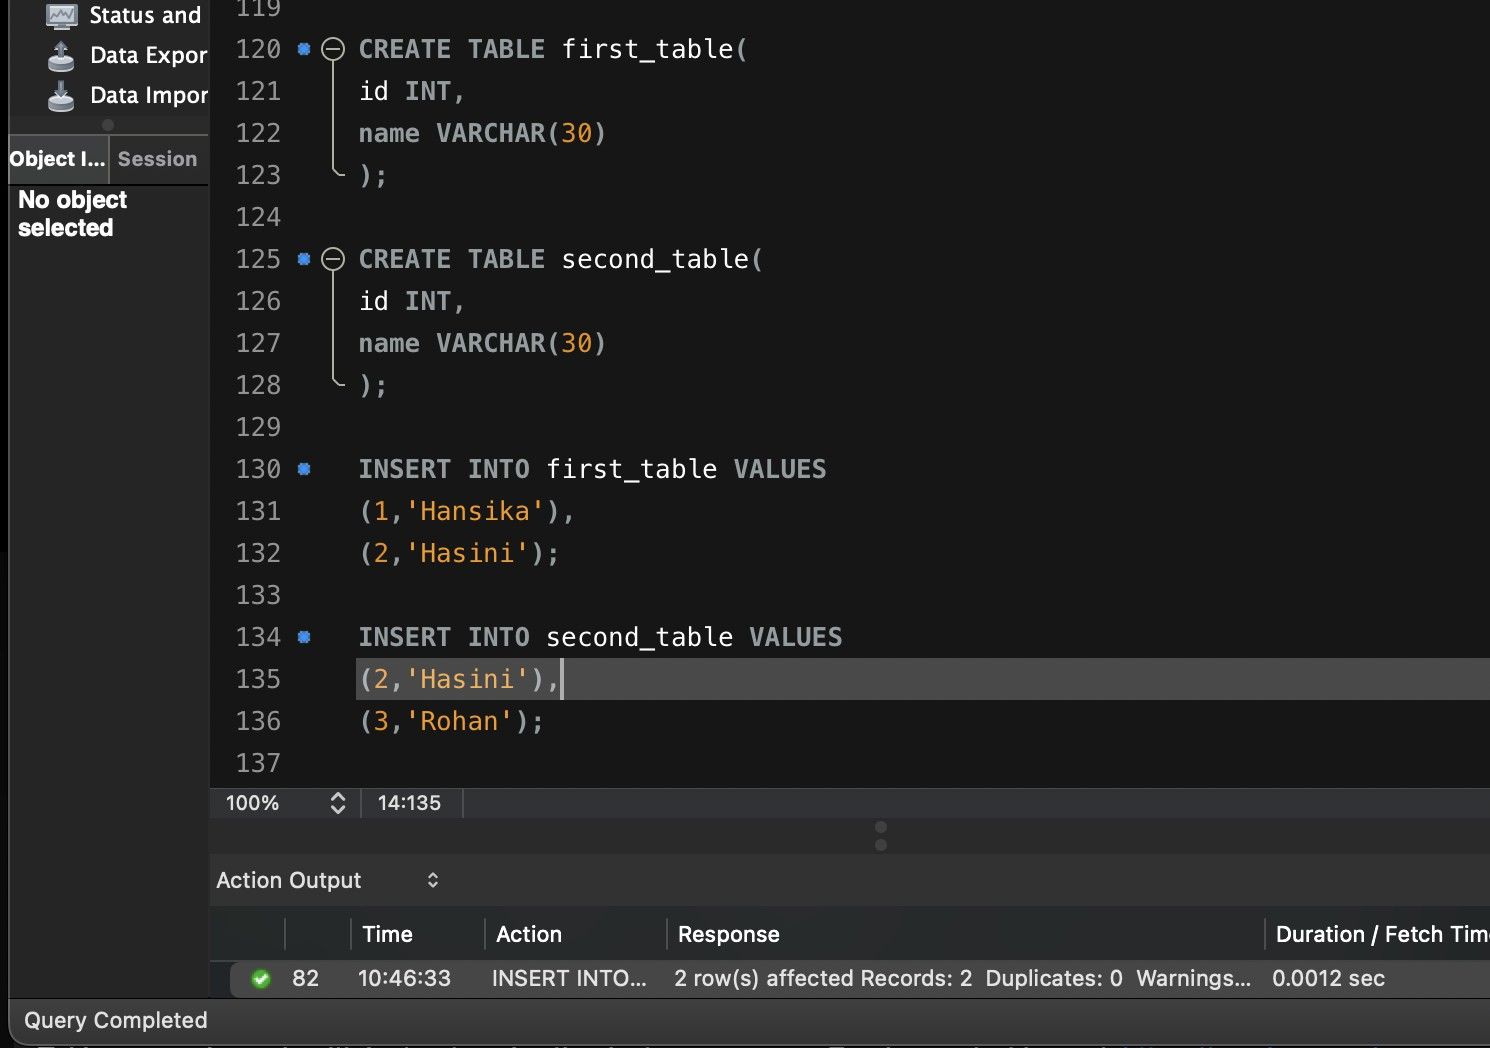 Status and
Data Expor
Data Impor
Object I... Session
No object
selected
119
120 CREATE TABLE first_table(
121 id INT,
122 name VARCHAR(30)
123 );
124
125 CREATE TABLE second_table(
126 id INT,
127 name VARCHAR(30)
128 );
129
130 INSERT INTO first_table VALUES
131 (1,'Hansika'),
132 (2,'Hasini');
133
134 INSERT INTO second_table VALUES
135 (2,'Hasini'),
136 (3,'Rohan');
137
100% 14:135
Action Output
Time Action Response Duration / Fetch Tim
82 10:46:33 INSERT INTO... 2 row(s) affected Records: 2 Duplicates: 0 Warnings... 0.0012 sec
Query Completed